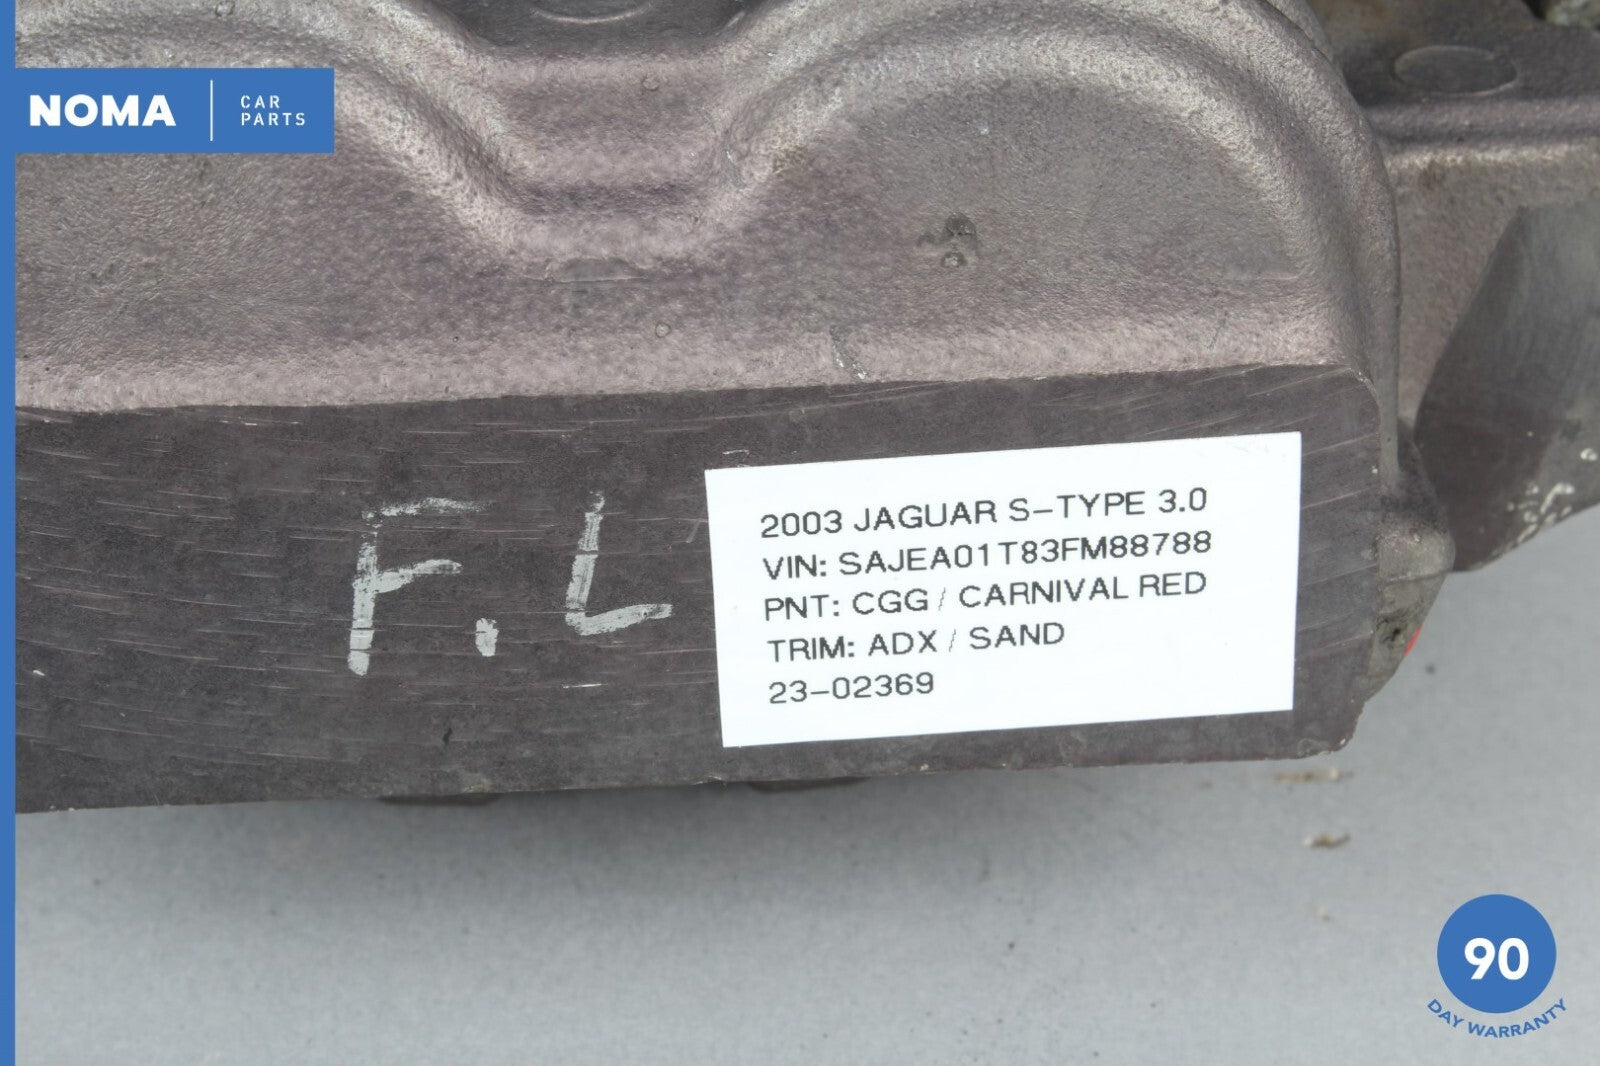 NOMA
CAR
PARTS
F.L
2003 JAGUAR S-TYPE 3.0
VIN: SAJEA01T83FM88788
PNT: CGG / CARNIVAL RED
TRIM: ADX / SAND
23-02369
90
DAY WARRANTY